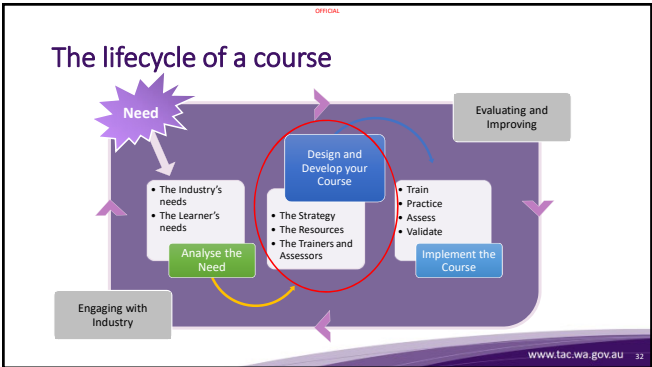 OFFICIAL
The lifecycle of a course
Need
Evaluating and
Improving
Design and
Develop your
Course
• The Industry's
needs
• The Learner's
needs
Analyse the
Need
• The Strategy
• The Resources
• The Trainers and
Assessors
• Train
• Practice
• Assess
• Validate
Implement the
Course
Engaging with
Industry
www.tac.wa.gov.au
32